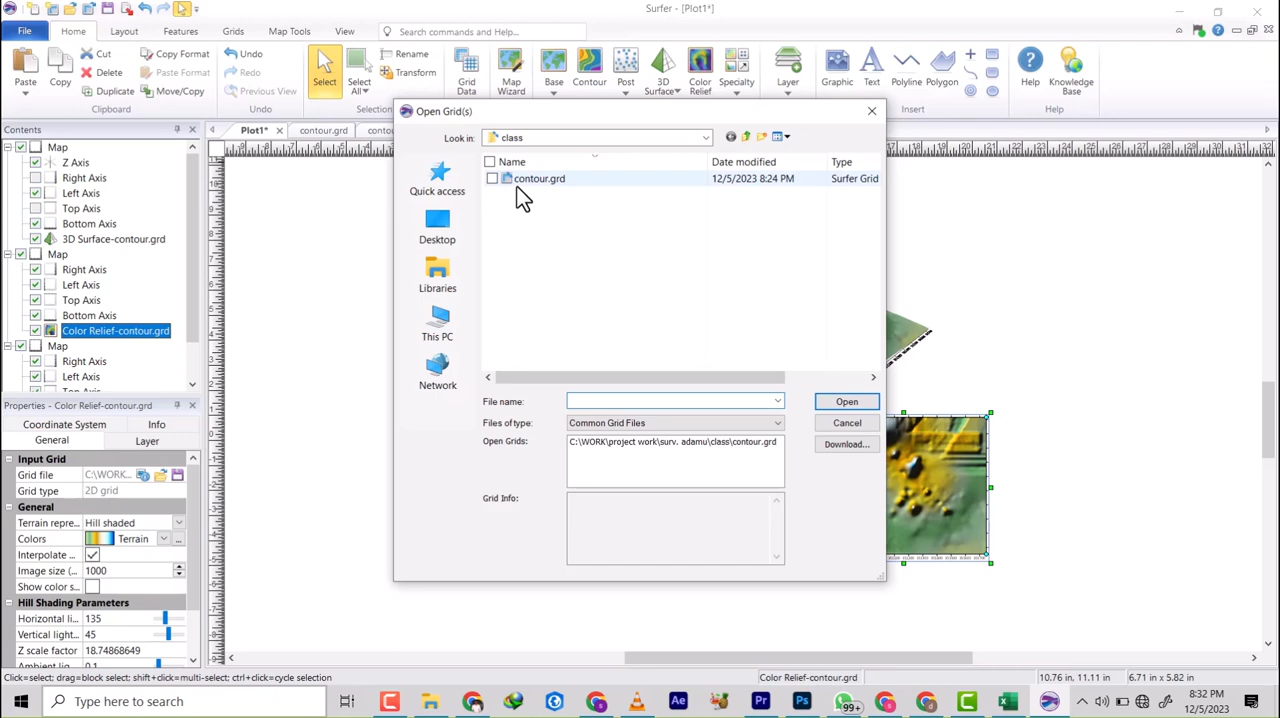 Surfer - [Plot1*]
File
Home
Layout
Features
Grids
Map Tools
View
Search commands and Help...
Paste
Copy
Cut
Delete
Duplicate
Copy Format
Paste Format
Move/Copy
Clipboard
Undo
Redo
Previous View
Undo
Select
Select All
Rename
Transform
Selection
Grid Data
Map Wizard
Base
Contour
Post
3D Surface
Color Relief
Specialty
Layer
Graphic
Text
Polyline
Polygon
Insert
Help
Knowledge Base
Help
Contents
Map
Z Axis
Right Axis
Left Axis
Top Axis
Bottom Axis
3D Surface-contour.grd
Map
Right Axis
Left Axis
Top Axis
Bottom Axis
Color Relief-contour.grd
Map
Right Axis
Left Axis
Plot1*
contour.grd
Open Grid(s)
Look in:
class
Name
Date modified
Type
contour.grd
12/5/2023 8:24 PM
Surfer Grid
Quick access
Desktop
Libraries
This PC
Network
File name:
Open
Files of type:
Common Grid Files
Cancel
Open Grids:
C:\WORK\project work\surv. adamu\class\contour.grd
Download...
Grid Info:
Properties - Color Relief-contour.grd
Coordinate System
Info
General
Layer
Input Grid
Grid file
C:\WORK...
Grid type
2D grid
General
Terrain repre...
Hill shaded
Colors
Terrain
Interpolate ...
Image size (...
1000
Show color s...
Hill Shading Parameters
Horizontal li...
135
Vertical light...
45
Z scale factor
18.74868649
Ambient lig...
0.1
Click=select; drag=block select; shift+click=multi-select; ctrl+click=cycle selection
Color Relief-contour.grd
10.76 in, 11.11 in
6.71 in x 5.82 in
Type here to search
99+
8:32 PM
12/5/2023